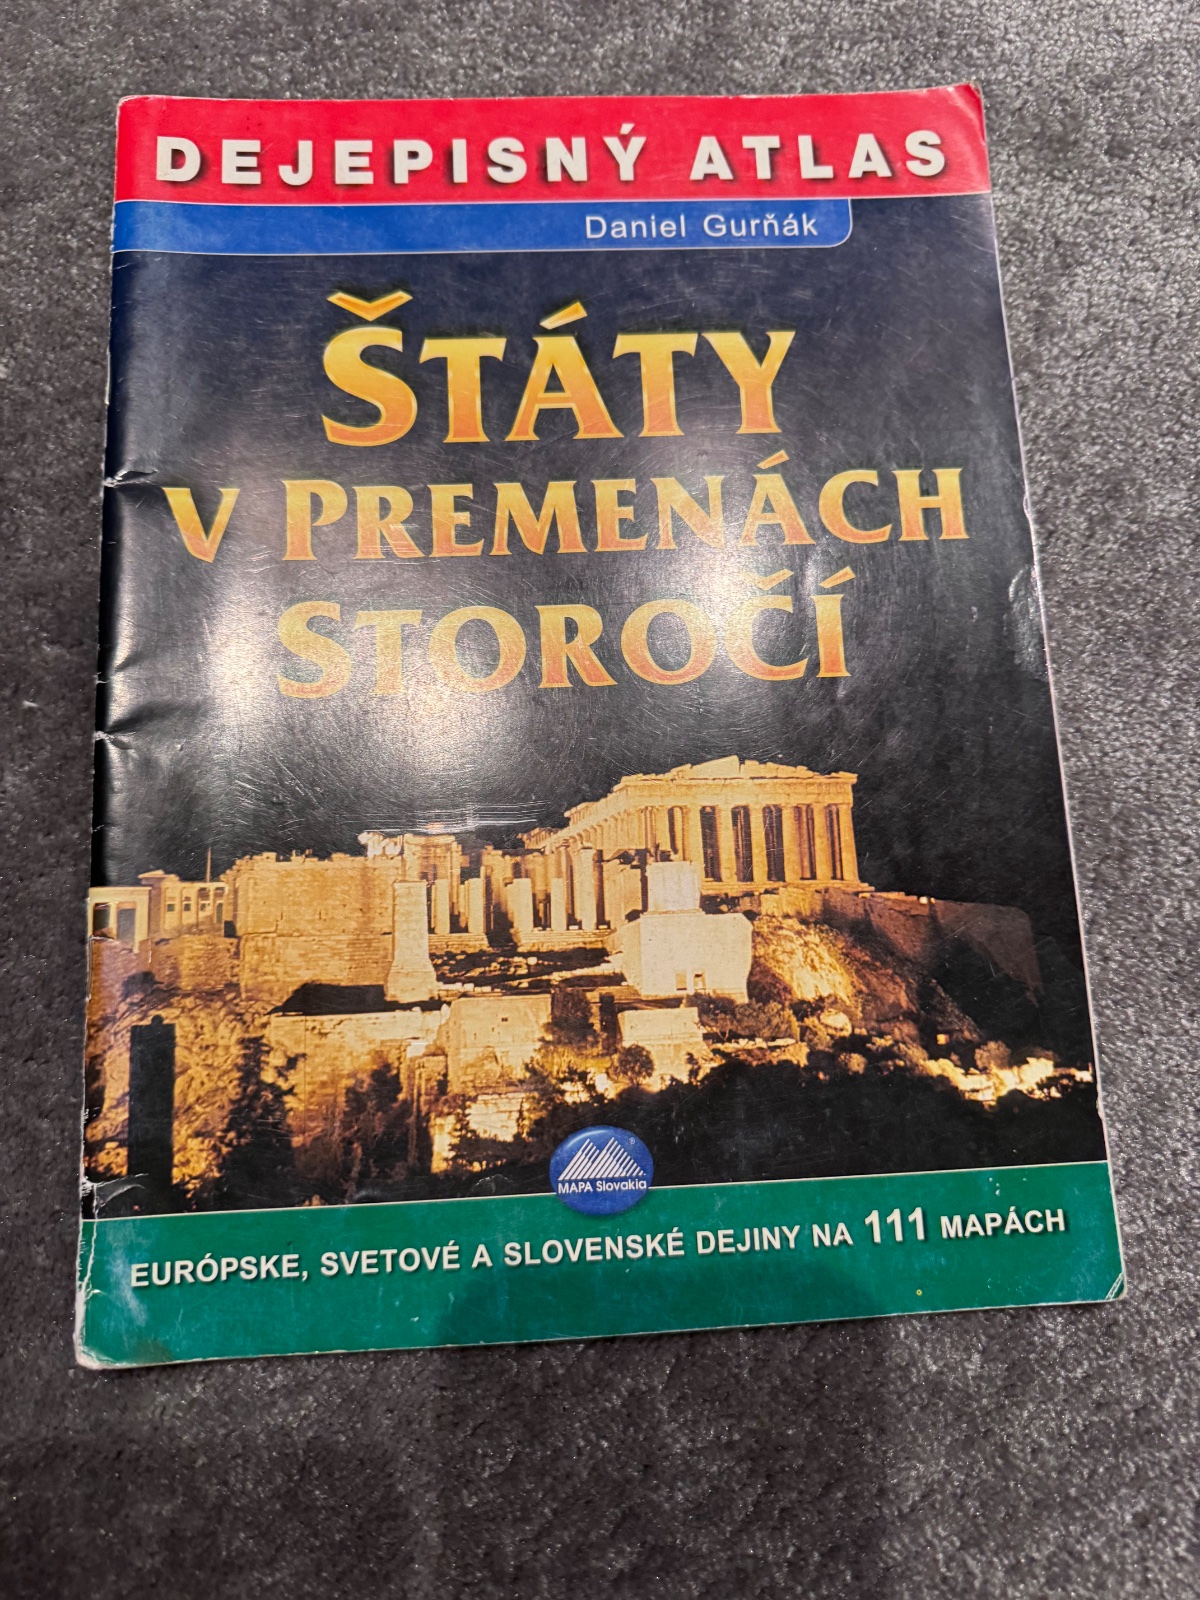 DEJEPISNÝ ATLAS
Daniel Gurňák
ŠTÁTY
V PREMENÁCH
STOROČÍ
®
MAPA Slovakia
EURÓPSKE, SVETOVÉ A SLOVENSKÉ DEJINY NA 111 MAPÁCH